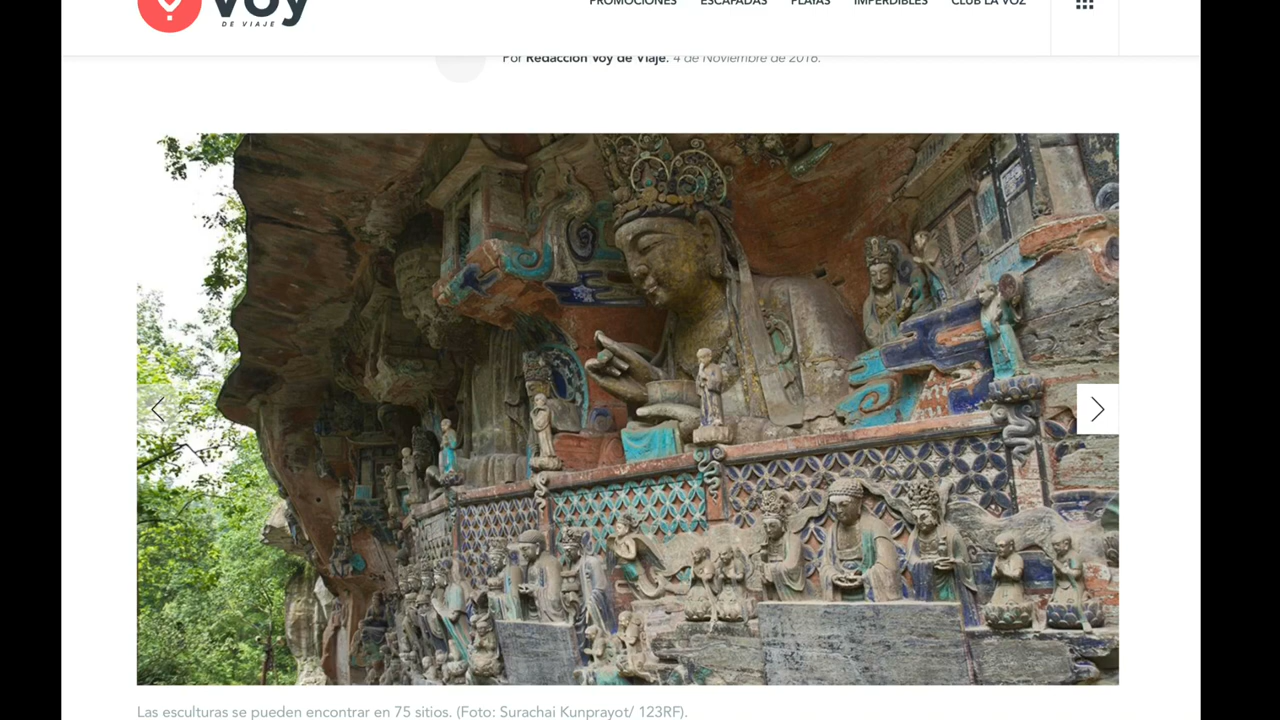 voy
DE VIAJE
PROMOCIONES ESCAPADAS PLAYAS IMPERDIBLES CLUB LA VOZ
Por Redacción Voy de Viaje. 4 de Noviembre de 2016.
Las esculturas se pueden encontrar en 75 sitios. (Foto: Surachai Kunprayot/ 123RF).